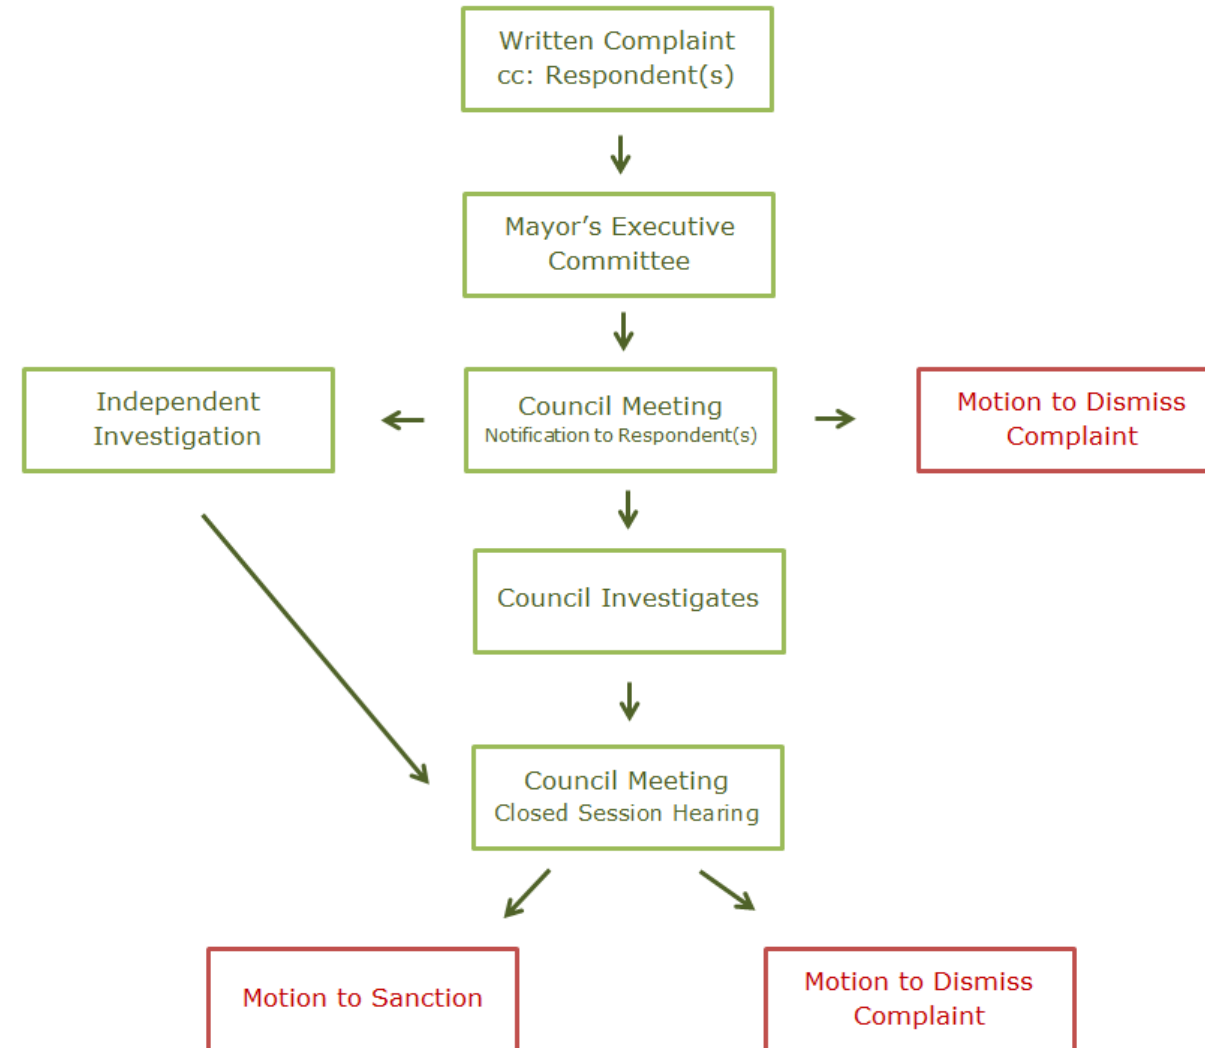 Written Complaint
cc: Respondent(s)
Mayor’s Executive
Committee
Independent
Investigation
Council Meeting
Notification to Respondent(s)
Motion to Dismiss
Complaint
Council Investigates
Council Meeting
Closed Session Hearing
Motion to Sanction
Motion to Dismiss
Complaint